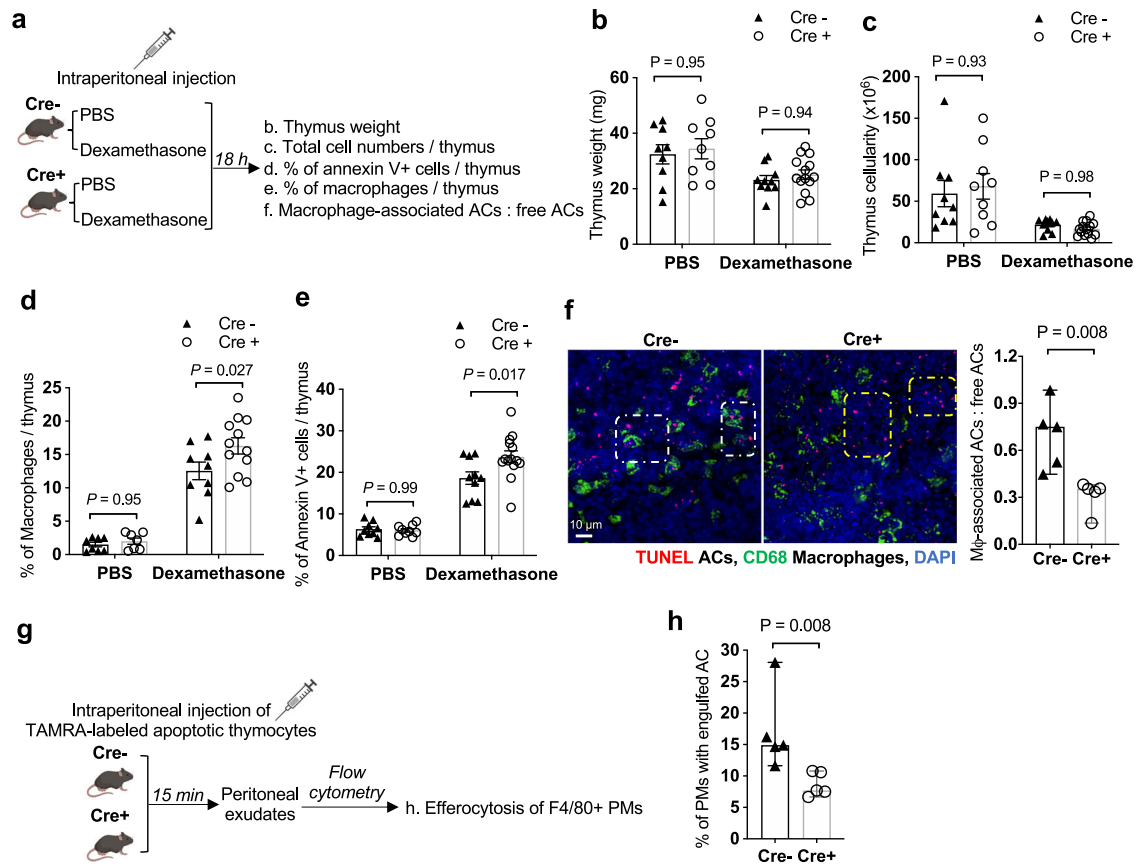 a
Intraperitoneal injection
Cre-
PBS
Dexamethasone
Cre+
PBS
Dexamethasone
18 h
b. Thymus weight
c. Total cell numbers / thymus
d. % of annexin V+ cells / thymus
e. % of macrophages / thymus
f. Macrophage-associated ACs : free ACs
b
Cre -
Cre +
P = 0.95
P = 0.94
Thymus weight (mg)
60
40
20
0
PBS
Dexamethasone
c
Cre -
Cre +
P = 0.93
P = 0.98
Thymus cellularity (x10⁶)
200
150
100
50
0
PBS
Dexamethasone
d
Cre -
Cre +
P = 0.027
P = 0.95
% of Macrophages / thymus
25
20
15
10
5
0
PBS
Dexamethasone
e
Cre -
Cre +
P = 0.017
P = 0.99
% of Annexin V+ cells / thymus
40
30
20
10
0
PBS
Dexamethasone
f
Cre-
Cre+
10 µm
TUNEL ACs, CD68 Macrophages, DAPI
P = 0.008
Mϕ-associated ACs : free ACs
1.2
0.9
0.6
0.3
0.0
Cre-
Cre+
g
Intraperitoneal injection of
TAMRA-labeled apoptotic thymocytes
Cre-
Cre+
15 min
Peritoneal
exudates
Flow
cytometry
h. Efferocytosis of F4/80+ PMs
h
P = 0.008
% of PMs with engulfed AC
30
25
20
15
10
5
0
Cre-
Cre+